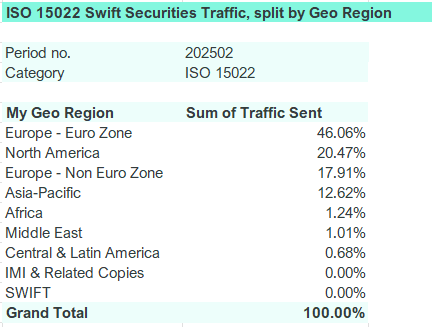 ISO 15022 Swift Securities Traffic, split by Geo Region
Period no. 202502
Category ISO 15022
My Geo Region Sum of Traffic Sent
Europe - Euro Zone 46.06%
North America 20.47%
Europe - Non Euro Zone 17.91%
Asia-Pacific 12.62%
Africa 1.24%
Middle East 1.01%
Central & Latin America 0.68%
IMI & Related Copies 0.00%
SWIFT 0.00%
Grand Total 100.00%